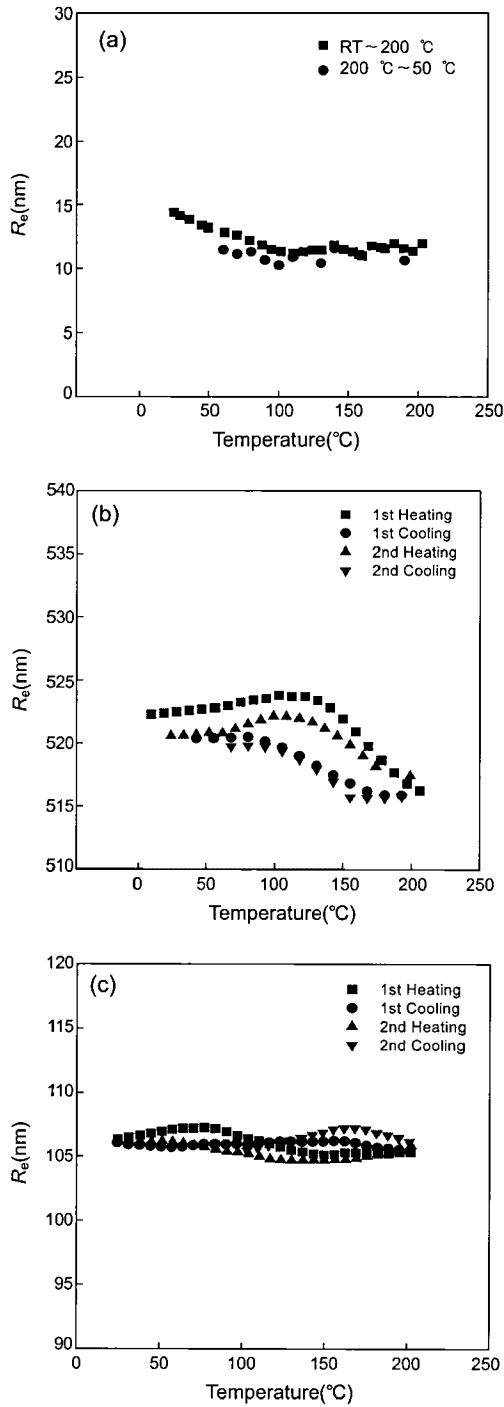 (a)
RT~200 ℃
200 ℃~50 ℃
30
25
20
15
10
5
0
Re(nm)
0
50
100
150
200
250
Temperature(℃)
(b)
1st Heating
1st Cooling
2nd Heating
2nd Cooling
540
535
530
525
520
515
510
Re(nm)
0
50
100
150
200
250
Temperature(℃)
(c)
1st Heating
1st Cooling
2nd Heating
2nd Cooling
120
115
110
105
100
95
90
Re(nm)
0
50
100
150
200
250
Temperature(℃)